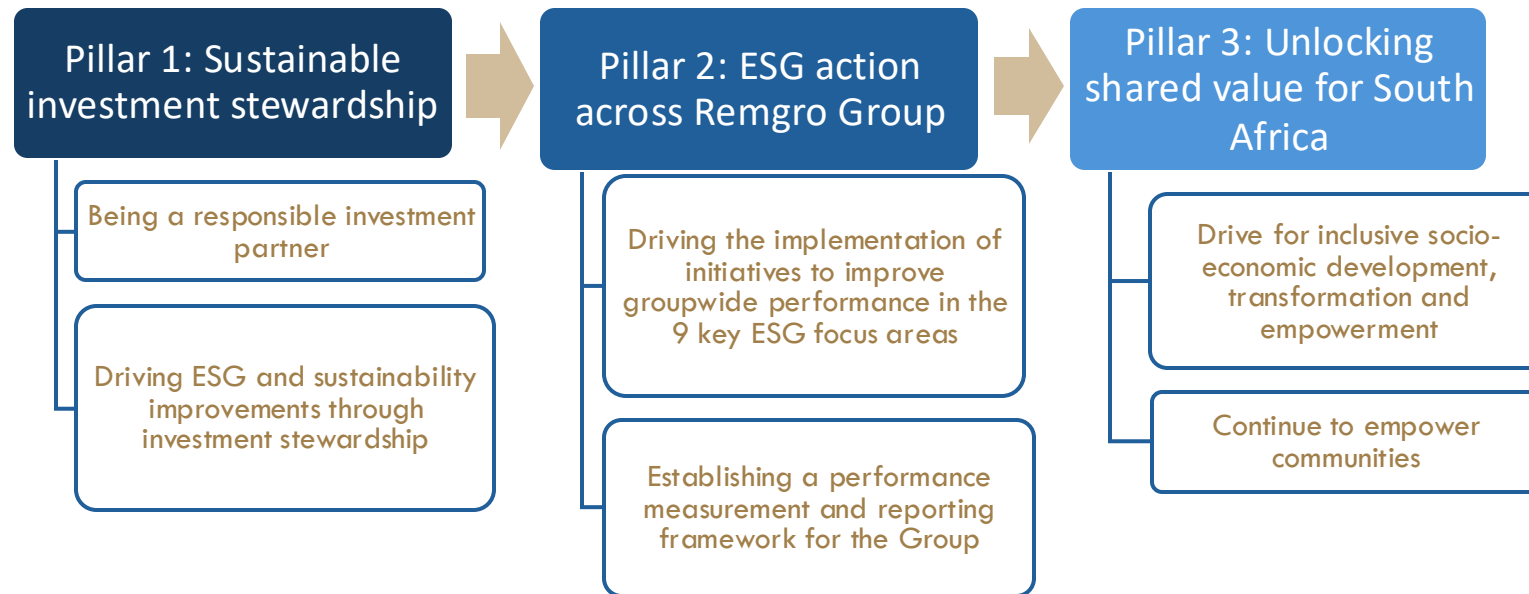 Pillar 1: Sustainable
investment stewardship
Being a responsible investment
partner
Driving ESG and sustainability
improvements through
investment stewardship
Pillar 2: ESG action
across Remgro Group
Driving the implementation of
initiatives to improve
groupwide performance in the
9 key ESG focus areas
Establishing a performance
measurement and reporting
framework for the Group
Pillar 3: Unlocking
shared value for South
Africa
Drive for inclusive socio-
economic development,
transformation and
empowerment
Continue to empower
communities